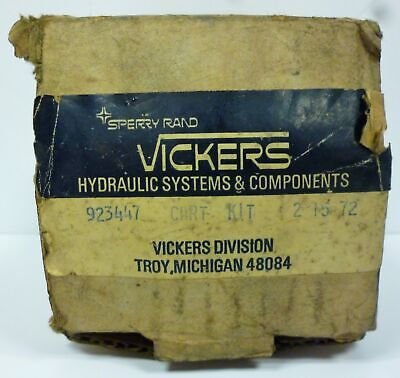 SPERRY RAND
VICKERS
HYDRAULIC SYSTEMS & COMPONENTS
923447 CART KIT 2 15 72
VICKERS DIVISION
TROY, MICHIGAN 48084